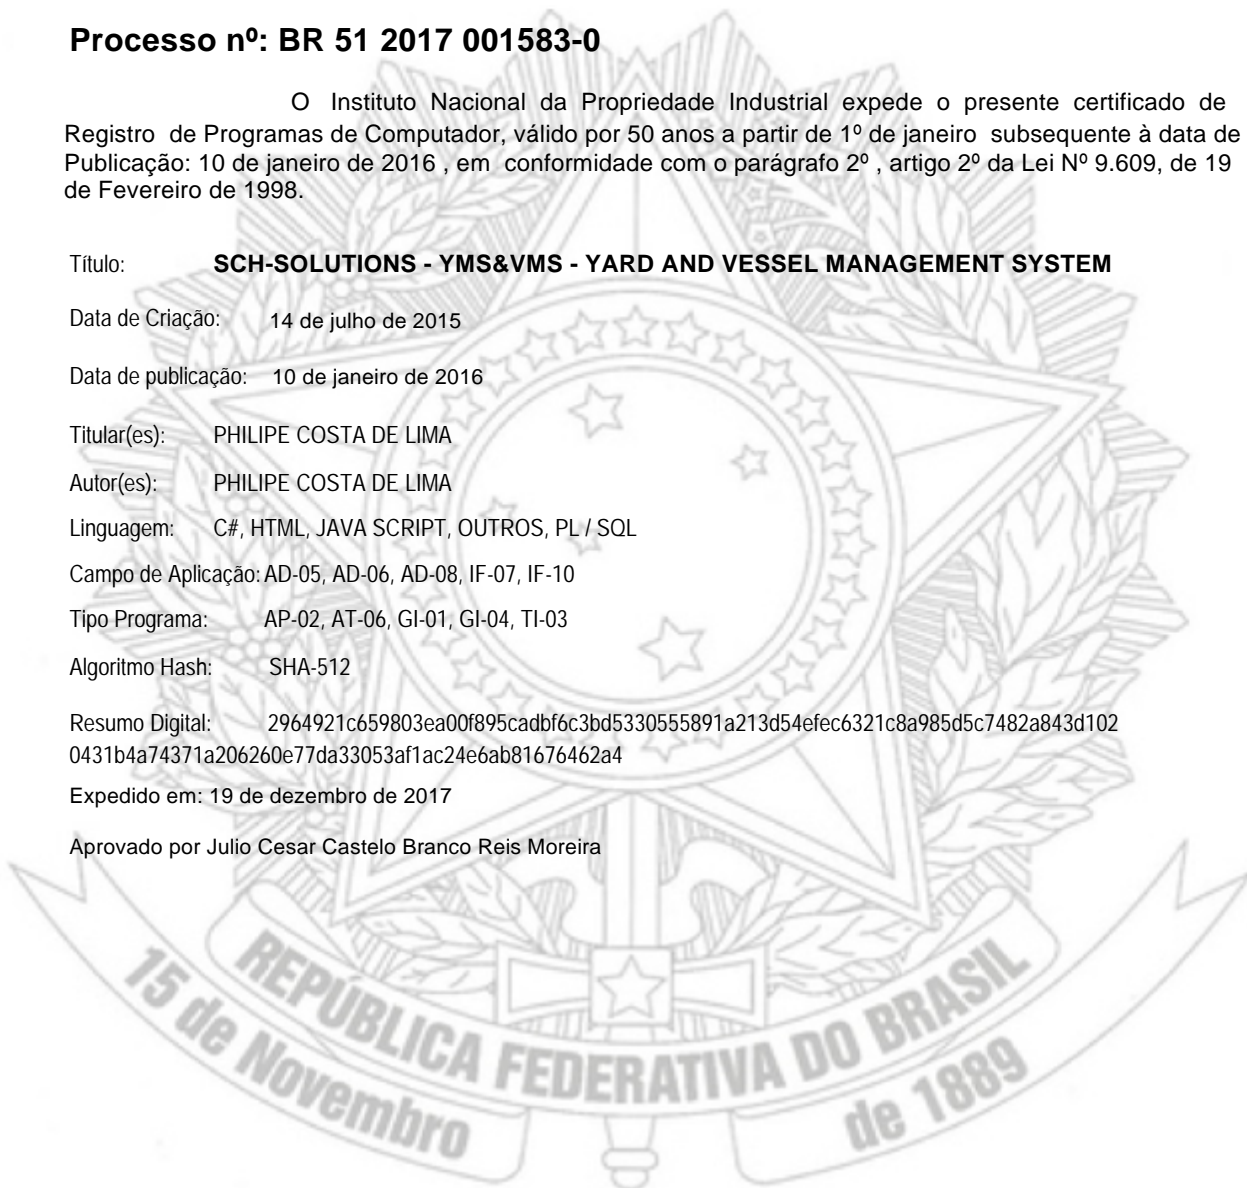 Processo nº: BR 51 2017 001583-0
O Instituto Nacional da Propriedade Industrial expede o presente certificado de
Registro de Programas de Computador, válido por 50 anos a partir de 1º de janeiro subsequente à data de
Publicação: 10 de janeiro de 2016 , em conformidade com o parágrafo 2º , artigo 2º da Lei Nº 9.609, de 19
de Fevereiro de 1998.
Título: SCH-SOLUTIONS - YMS&VMS - YARD AND VESSEL MANAGEMENT SYSTEM
Data de Criação: 14 de julho de 2015
Data de publicação: 10 de janeiro de 2016
Titular(es): PHILIPE COSTA DE LIMA
Autor(es): PHILIPE COSTA DE LIMA
Linguagem: C#, HTML, JAVA SCRIPT, OUTROS, PL / SQL
Campo de Aplicação: AD-05, AD-06, AD-08, IF-07, IF-10
Tipo Programa: AP-02, AT-06, GI-01, GI-04, TI-03
Algoritmo Hash: SHA-512
Resumo Digital: 2964921c659803ea00f895cadbf6c3bd5330555891a213d54efec6321c8a985d5c7482a843d102
0431b4a74371a206260e77da33053af1ac24e6ab81676462a4
Expedido em: 19 de dezembro de 2017
Aprovado por Julio Cesar Castelo Branco Reis Moreira
REPÚBLICA FEDERATIVA DO BRASIL
15 de Novembro de 1889